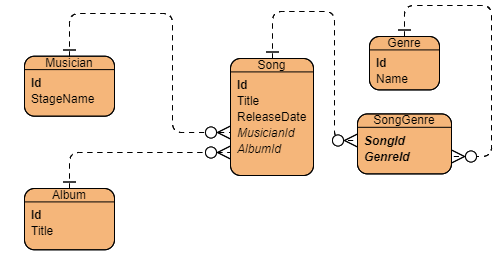 Musician
Id
StageName
Song
Id
Title
ReleaseDate
MusicianId
AlbumId
Genre
Id
Name
SongGenre
SongId
GenreId
Album
Id
Title